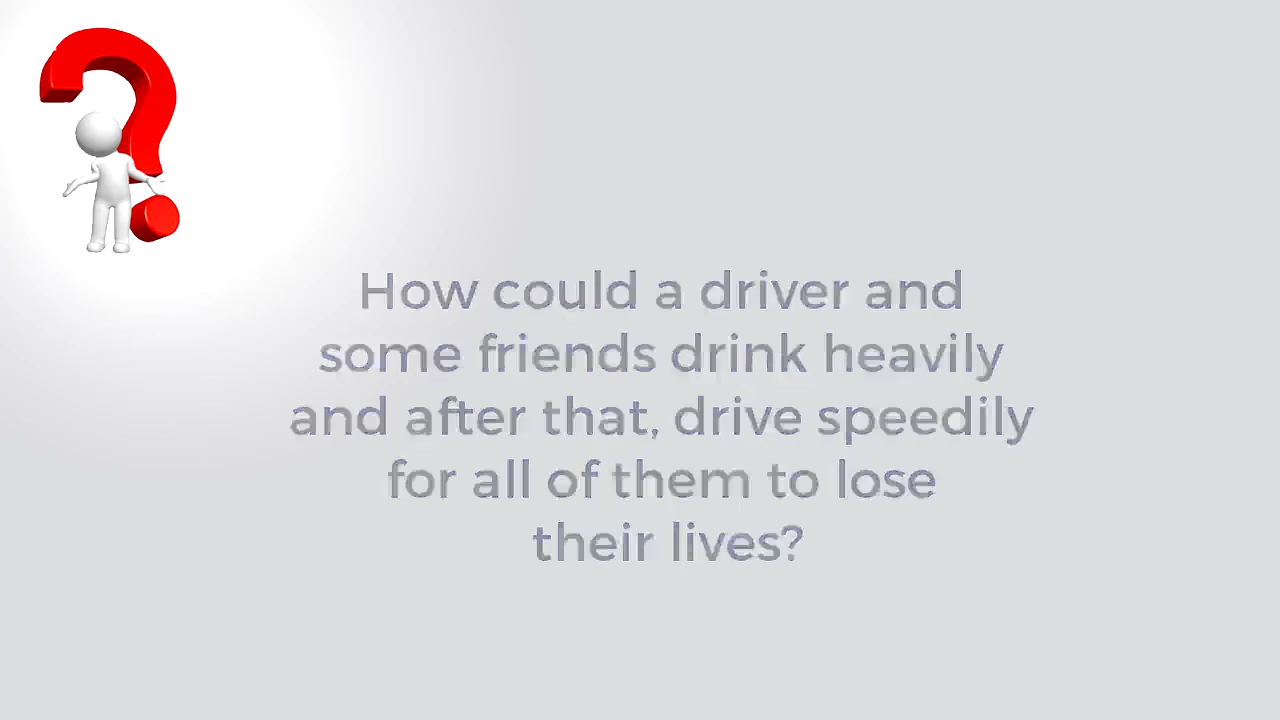 How could a driver and
some friends drink heavily
and after that, drive speedily
for all of them to lose
their lives?